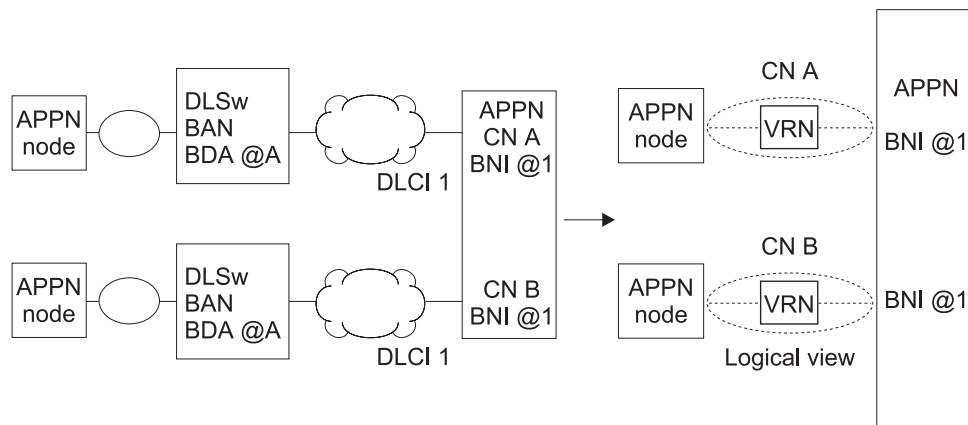 APPN
node
DLSw
BAN
BDA @A
DLCI 1
APPN
CN A
BNI @1
APPN
node
DLSw
BAN
BDA @A
DLCI 1
CN B
BNI @1
CN A
APPN
node
VRN
APPN
BNI @1
CN B
APPN
node
VRN
BNI @1
Logical view